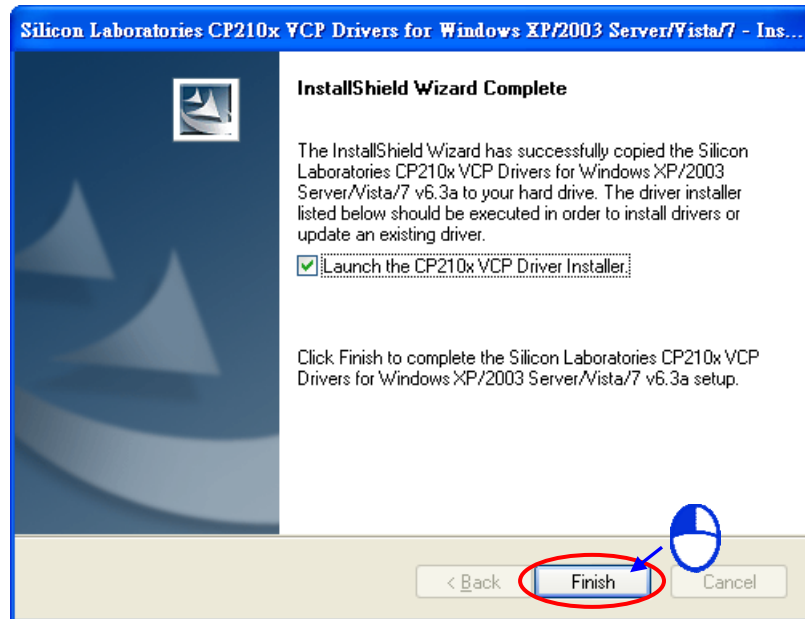 Silicon Laboratories CP210x VCP Drivers for Windows XP/2003 Server/Vista/7 - Ins...
InstallShield Wizard Complete
The InstallShield Wizard has successfully copied the Silicon
Laboratories CP210x VCP Drivers for Windows XP/2003
Server/Vista/7 v6.3a to your hard drive. The driver installer
listed below should be executed in order to install drivers or
update an existing driver.
Launch the CP210x VCP Driver Installer.
Click Finish to complete the Silicon Laboratories CP210x VCP
Drivers for Windows XP/2003 Server/Vista/7 v6.3a setup.
< Back Finish Cancel